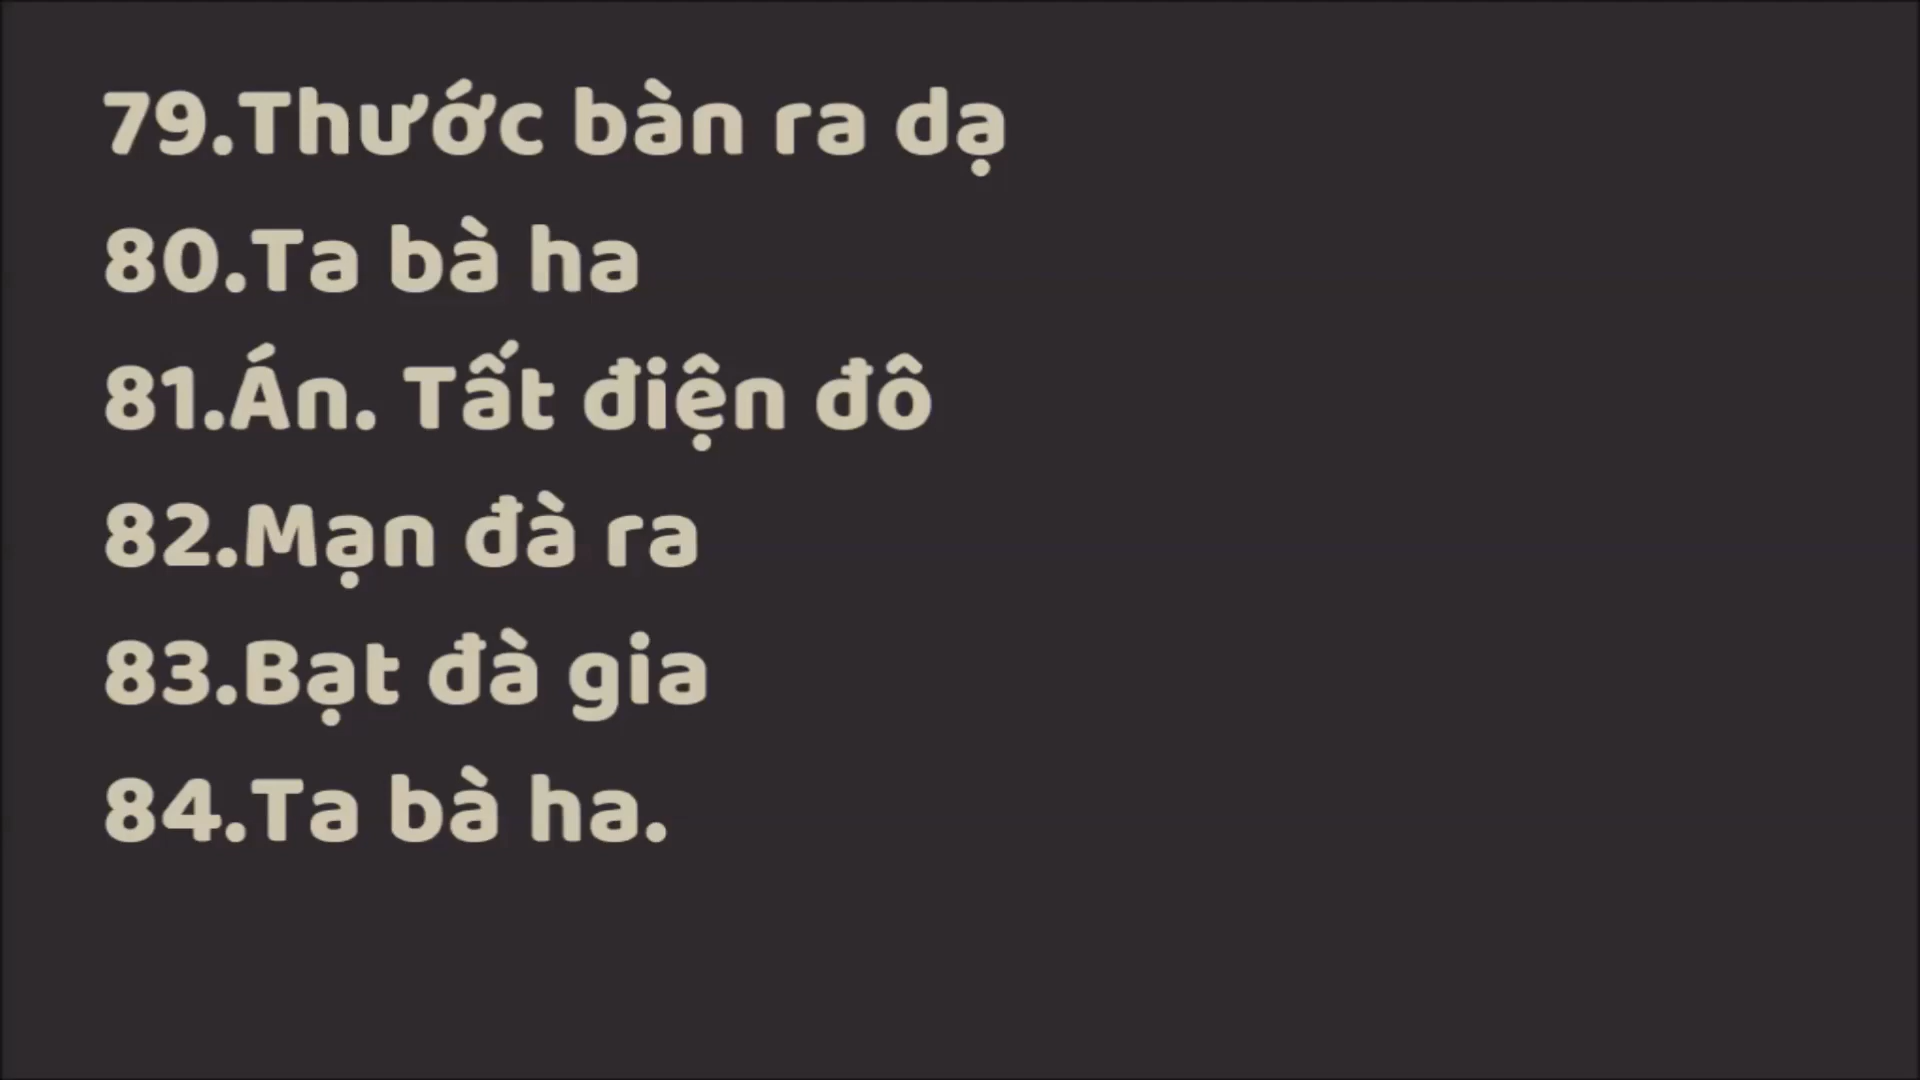 79.Thước bàn ra dạ
80.Ta bà ha
81.Án. Tất điện đô
82.Mạn đà ra
83.Bạt đà gia
84.Ta bà ha.